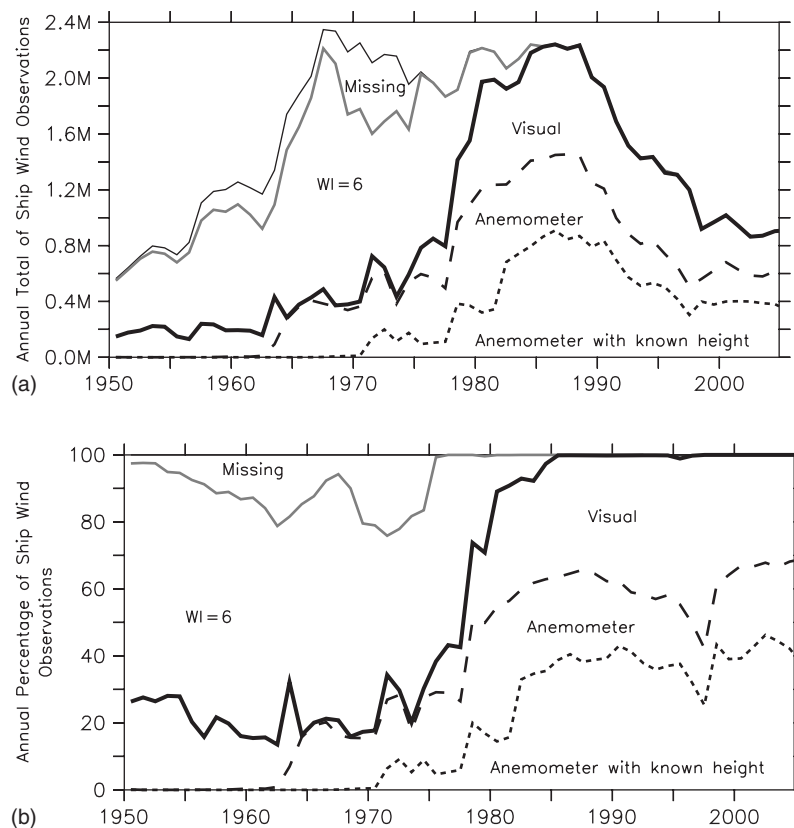 Annual Total of Ship Wind Observations
2.4M
2.0M
1.6M
1.2M
0.8M
0.4M
0.0M
Missing
WI=6
Visual
Anemometer
Anemometer with known height
1950 1960 1970 1980 1990 2000
(a)
Annual Percentage of Ship Wind
Observations
100
80
60
40
20
0
Missing
WI=6
Visual
Anemometer
Anemometer with known height
1950 1960 1970 1980 1990 2000
(b)